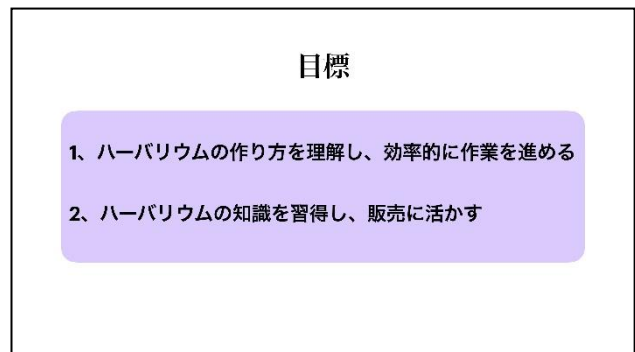 目標
1、ハーバリウムの作り方を理解し、効率的に作業を進める
2、ハーバリウムの知識を習得し、販売に活かす